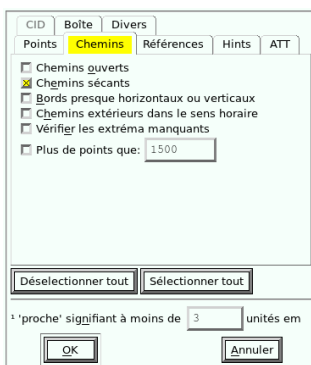 CID Boîte Divers
Points Chemins Références Hints ATT
Chemins ouverts
Chemins sécants
Bords presque horizontaux ou verticaux
Chemins extérieurs dans le sens horaire
Vérifier les extréma manquants
Plus de points que: 1500
Déselectionner tout Sélectionner tout
¹ 'proche' signifiant à moins de 3 unités em
OK Annuler